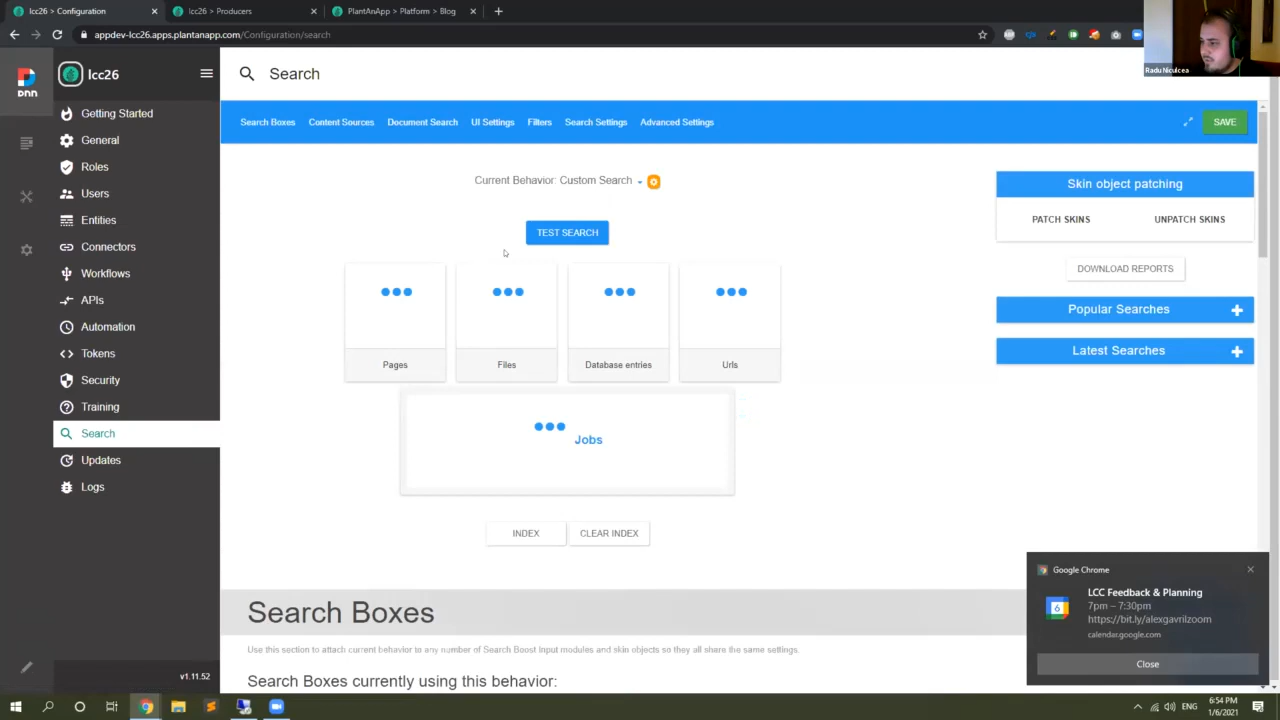 lcc26 > Configuration
lcc26 > Producers
PlantAnApp > Platform > Blog
appdev-lcc26.apps.plantanapp.com/Configuration/search
Radu Niculcea
dnn
lcc26
Search
Search Boxes
Content Sources
Document Search
UI Settings
Filters
Search Settings
Advanced Settings
SAVE
Getting Started
General
Roles
Users
Entities
Connectors
Workflows
APIs
Automation
Tokens
Security
Training
Search
Updates
Logs
v1.11.52
Current Behavior: Custom Search
TEST SEARCH
Pages
Files
Database entries
Urls
Jobs
INDEX
CLEAR INDEX
Skin object patching
PATCH SKINS
UNPATCH SKINS
DOWNLOAD REPORTS
Popular Searches
Latest Searches
Search Boxes
Use this section to attach current behavior to any number of Search Boost Input modules and skin objects so they all share the same settings.
Search Boxes currently using this behavior:
Google Chrome
LCC Feedback & Planning
7pm – 7:30pm
https://bit.ly/alexgavrilzoom
calendar.google.com
Close
ENG
6:54 PM
1/6/2021